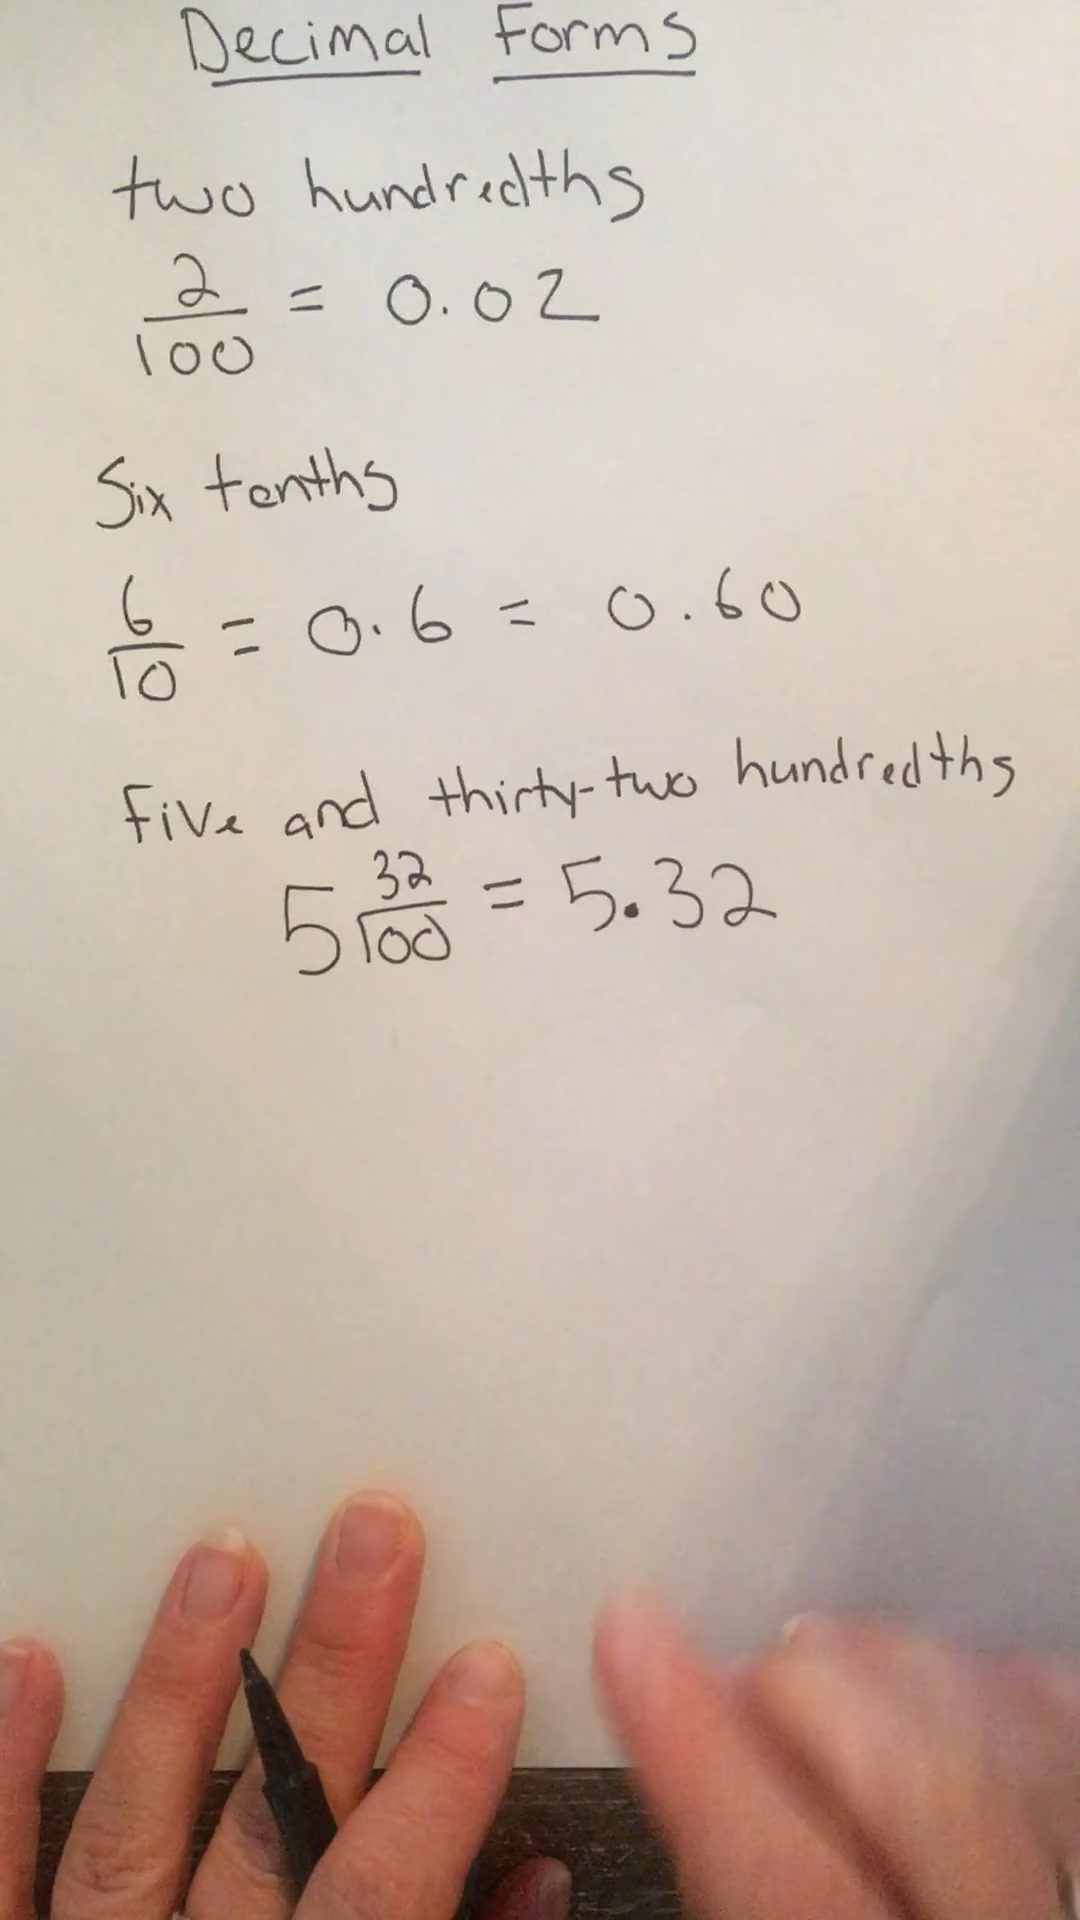 Decimal Forms
two hundredths
2/100 = 0.02
Six tenths
6/10 = 0.6 = 0.60
Five and thirty-two hundredths
5 32/100 = 5.32